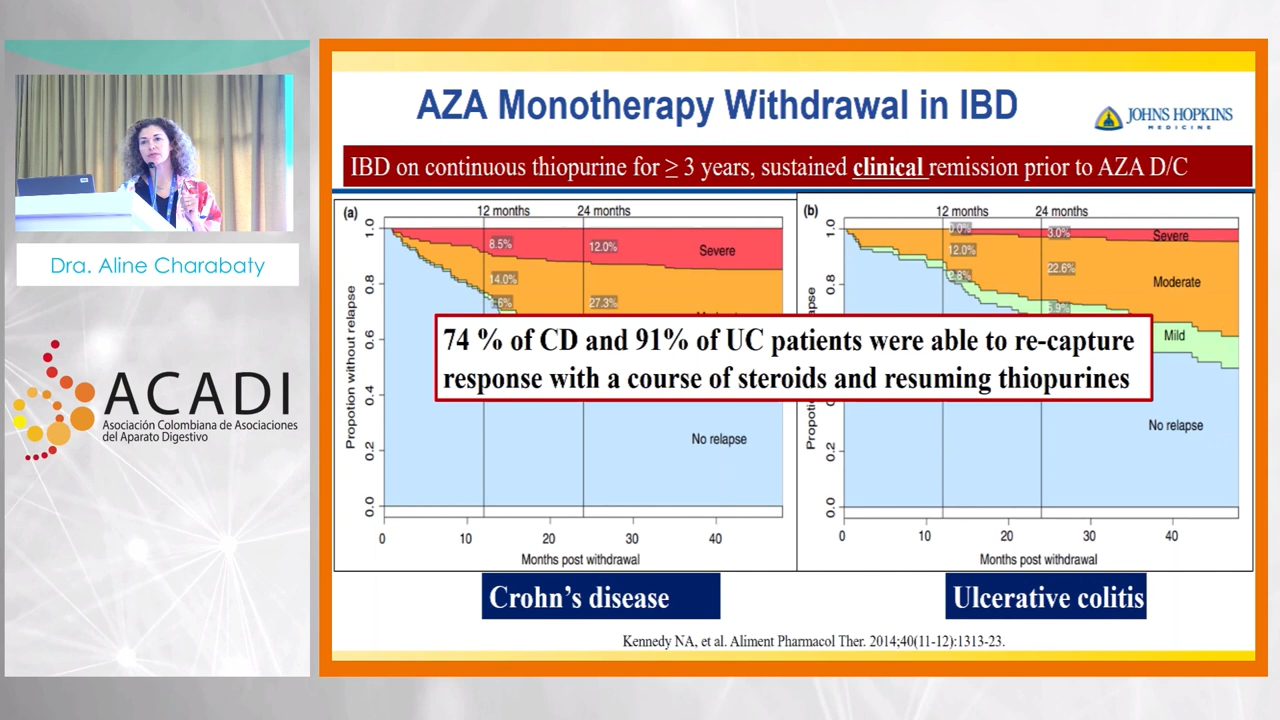 AZA Monotherapy Withdrawal in IBD
JOHNS HOPKINS
MEDICINE
IBD on continuous thiopurine for ≥ 3 years, sustained clinical remission prior to AZA D/C
Dra. Aline Charabaty
ACADI
Asociación Colombiana de Asociaciones
del Aparato Digestivo
(a)
12 months
24 months
1.0
0.8
0.6
0.4
0.2
0.0
Propotion without relapse
8.5%
12.0%
Severe
14.0%
27.3%
No relapse
0
10
20
30
40
Months post withdrawal
(b)
12 months
24 months
1.0
0.8
0.2
0.0
0.0%
3.0%
Severe
12.0%
22.6%
Moderate
2.8%
Mild
No relapse
0
10
20
30
40
Months post withdrawal
74 % of CD and 91% of UC patients were able to re-capture
response with a course of steroids and resuming thiopurines
Crohn’s disease
Ulcerative colitis
Kennedy NA, et al. Aliment Pharmacol Ther. 2014;40(11-12):1313-23.